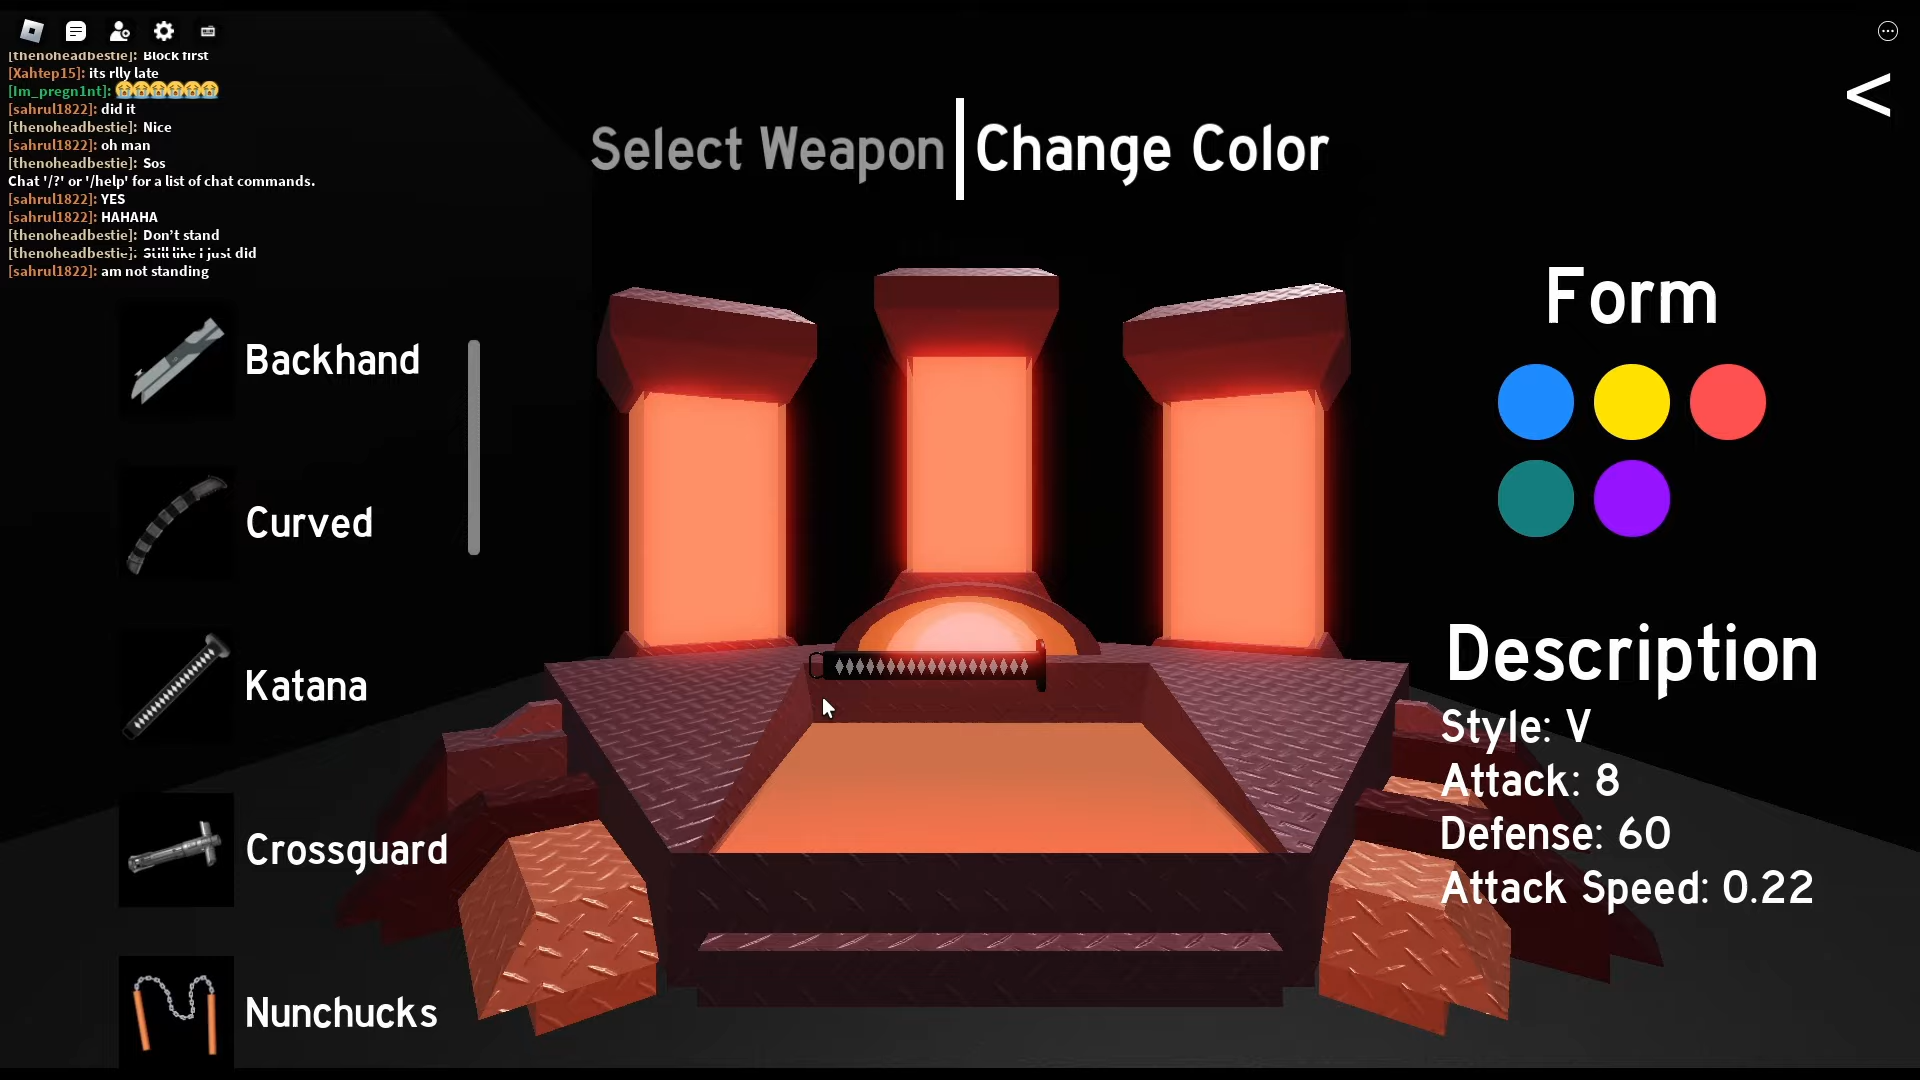 [thenoheadbestie]: Block first
[Xahtep15]: its rlly late
[Im_pregn1nt]: 😭😭😭😭😭😭
[sahrul1822]: did it
[thenoheadbestie]: Nice
[sahrul1822]: oh man
[thenoheadbestie]: Sos
Chat '/?' or '/help' for a list of chat commands.
[sahrul1822]: YES
[sahrul1822]: HAHAHA
[thenoheadbestie]: Don't stand
[thenoheadbestie]: Still like I just did
[sahrul1822]: am not standing
<
Select Weapon | Change Color
Backhand
Curved
Katana
Crossguard
Nunchucks
Form
Description
Style: V
Attack: 8
Defense: 60
Attack Speed: 0.22